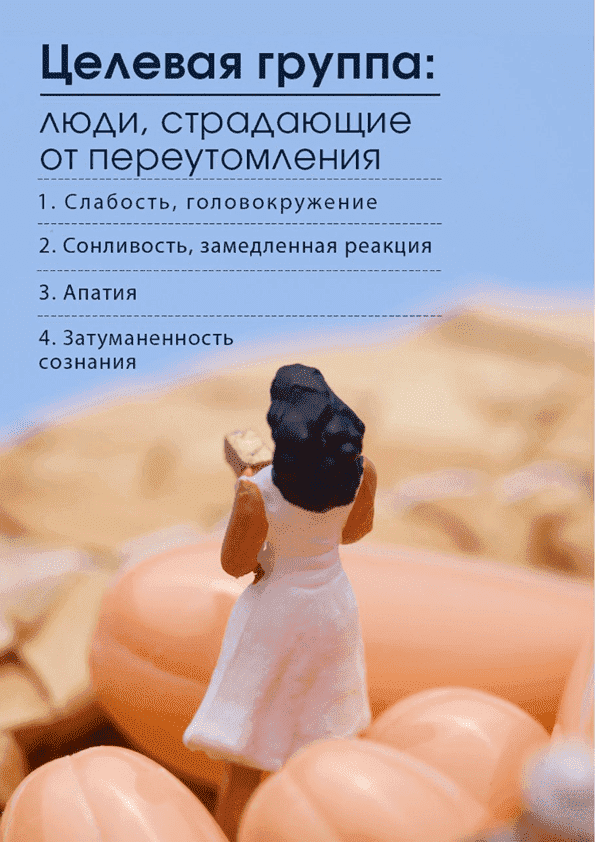 Целевая группа:
люди, страдающие
от переутомления
1. Слабость, головокружение
2. Сонливость, замедленная реакция
3. Апатия
4. Затуманенность
сознания